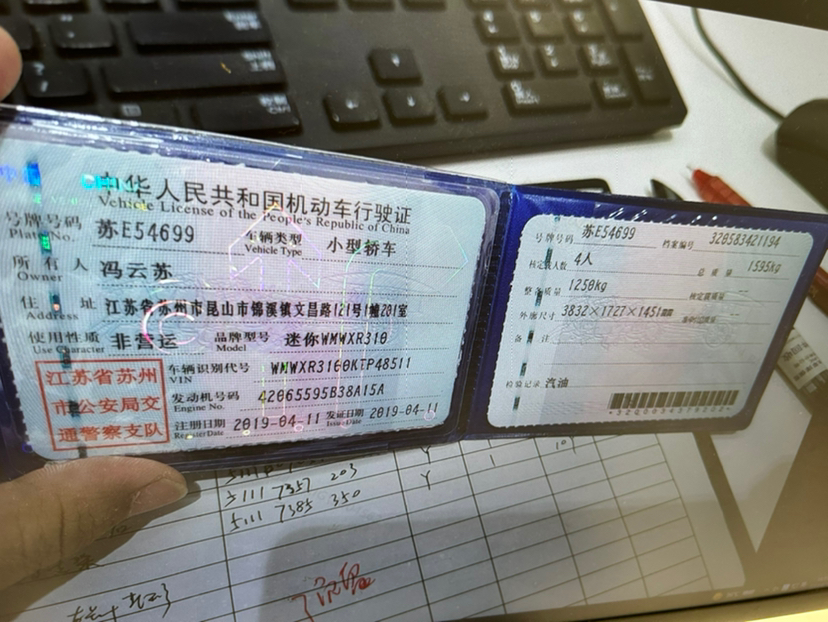 中华人民共和国机动车行驶证
Vehicle License of the People's Republic of China
号牌号码 苏E54699 车辆类型 小型轿车
Plate No. Vehicle Type
所有人 冯云苏
Owner
住址 江苏省苏州市昆山市锦溪镇文昌路121号1幢201室
Address
使用性质 非营运 品牌型号 迷你WMWXR310
Use Character Model
江苏省苏州
市公安局交
通警察支队
车辆识别代号 WMWXR3100KTP48511
VIN
发动机号码 42065595B38A15A
Engine No.
注册日期 2019-04-11 发证日期 2019-04-11
Register Date Issue Date
号牌号码 苏E54699 档案编号 320583421194
核定载人数 4人 总质量 1595kg
整备质量 1250kg 核定载质量 --
外廓尺寸 3832×1727×1451mm
备注
检验记录 汽油
5111 7357 203
5111 7385 350